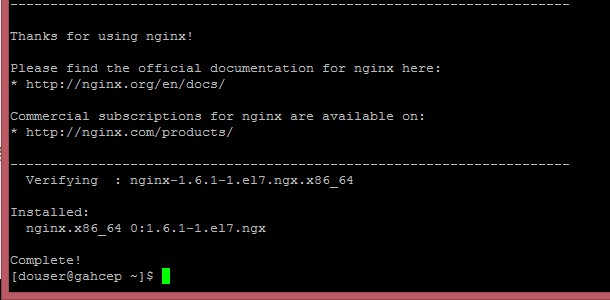 ----------------------------------------------------------------------
Thanks for using nginx!
Please find the official documentation for nginx here:
* http://nginx.org/en/docs/
Commercial subscriptions for nginx are available on:
* http://nginx.com/products/
----------------------------------------------------------------------
  Verifying  : nginx-1.6.1-1.el7.ngx.x86_64
Installed:
  nginx.x86_64 0:1.6.1-1.el7.ngx
Complete!
[douser@gahcep ~]$